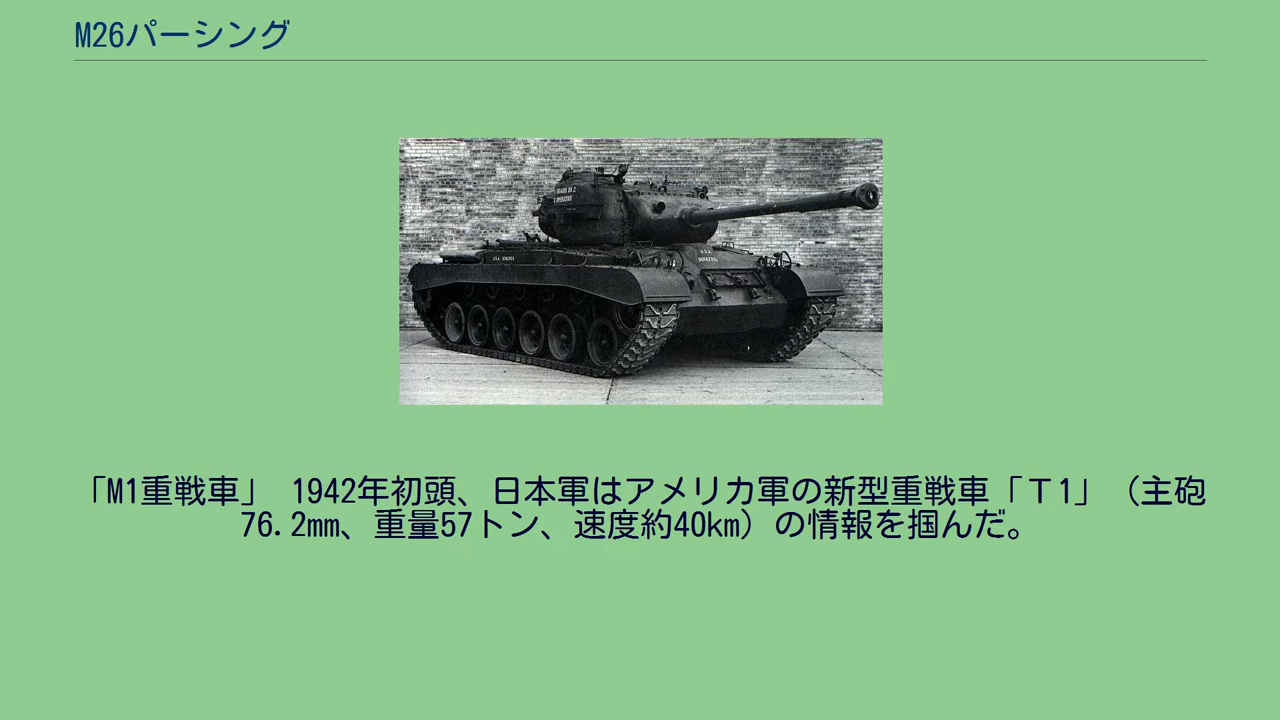 M26パーシング
「M1重戦車」 1942年初頭、日本軍はアメリカ軍の新型重戦車「Ｔ1」（主砲
76.2mm、重量57トン、速度約40km）の情報を掴んだ。